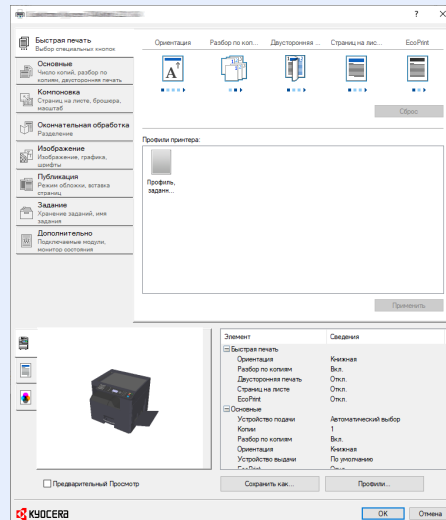 ?
Быстрая печать
Выбор специальных кнопок
Основные
Число копий, разбор по
копиям, двусторонняя печать
Компоновка
Страниц на листе, брошюра,
масштаб
Окончательная обработка
Разделение
Изображение
Изображение, графика,
шрифты
Публикация
Режим обложки, вставка
страниц
Задание
Хранение заданий, имя
задания
Дополнительно
Подключаемые модули,
монитор состояния
Ориентация Разбор по коп... Двусторонняя ... Страниц на лис... EcoPrint
A
Сброс
Профили принтера:
Профиль,
заданн...
Применить
Элемент Сведения
Быстрая печать
Ориентация Книжная
Разбор по копиям Вкл.
Двусторонняя печать Откл.
Страниц на листе Откл.
EcoPrint Откл.
Основные
Устройство подачи Автоматический выбор
Копии 1
Разбор по копиям Вкл.
Ориентация Книжная
Устройство выдачи По умолчанию
Предварительный Просмотр
Сохранить как... Профили...
KYOCERA
OK Отмена